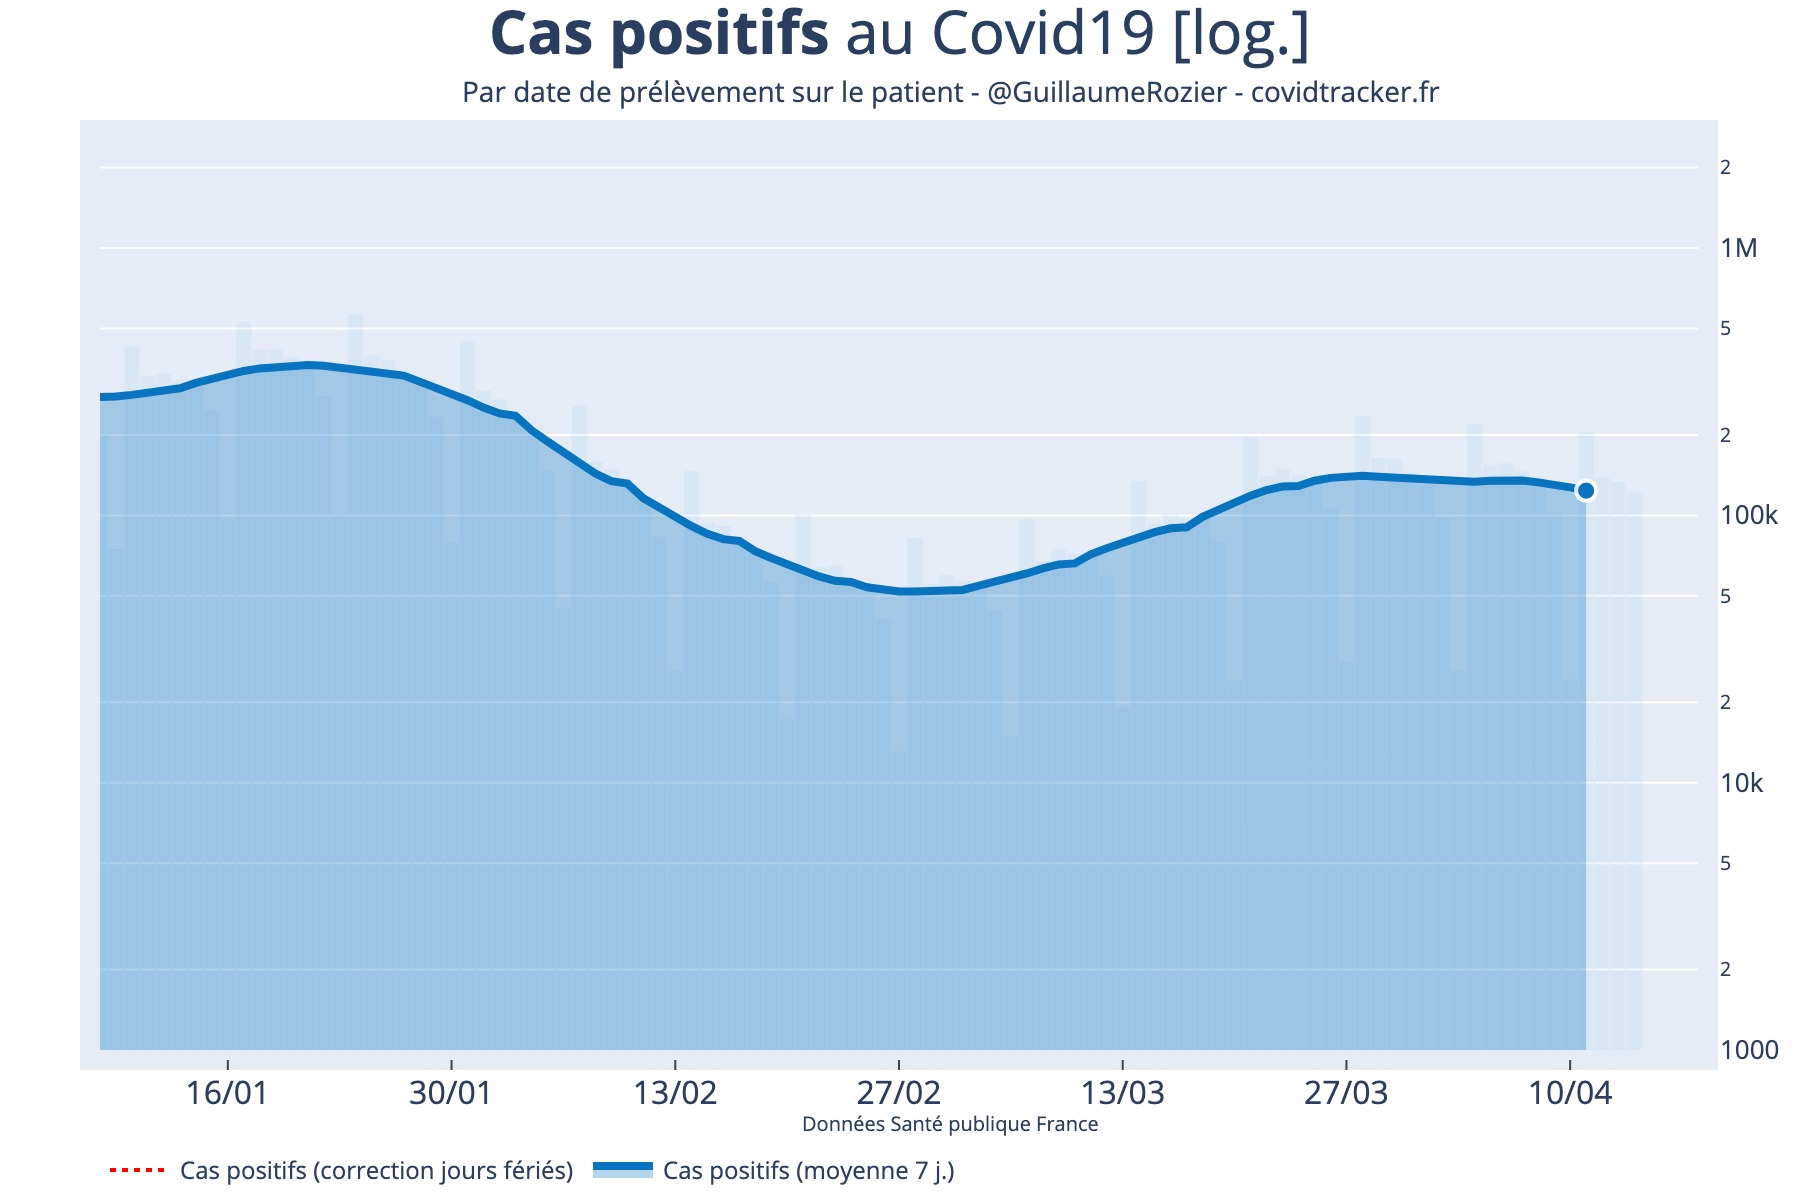 Cas positifs au Covid19 [log.]
Par date de prélèvement sur le patient - @GuillaumeRozier - covidtracker.fr
2
1M
5
2
100k
5
2
10k
5
2
1000
16/01 30/01 13/02 27/02 13/03 27/03 10/04
Données Santé publique France
Cas positifs (correction jours fériés) Cas positifs (moyenne 7 j.)